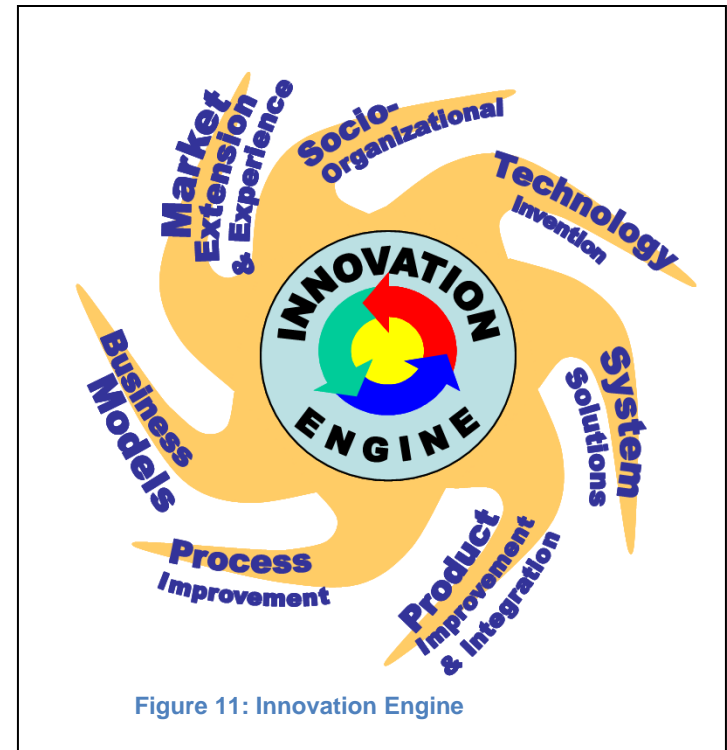 Market
Extension
& Experience
Socio-
Organizational
Technology
Invention
System
Solutions
Product
Improvement
& Integration
Process
Improvement
Business
Models
INNOVATION
ENGINE
Figure 11: Innovation Engine